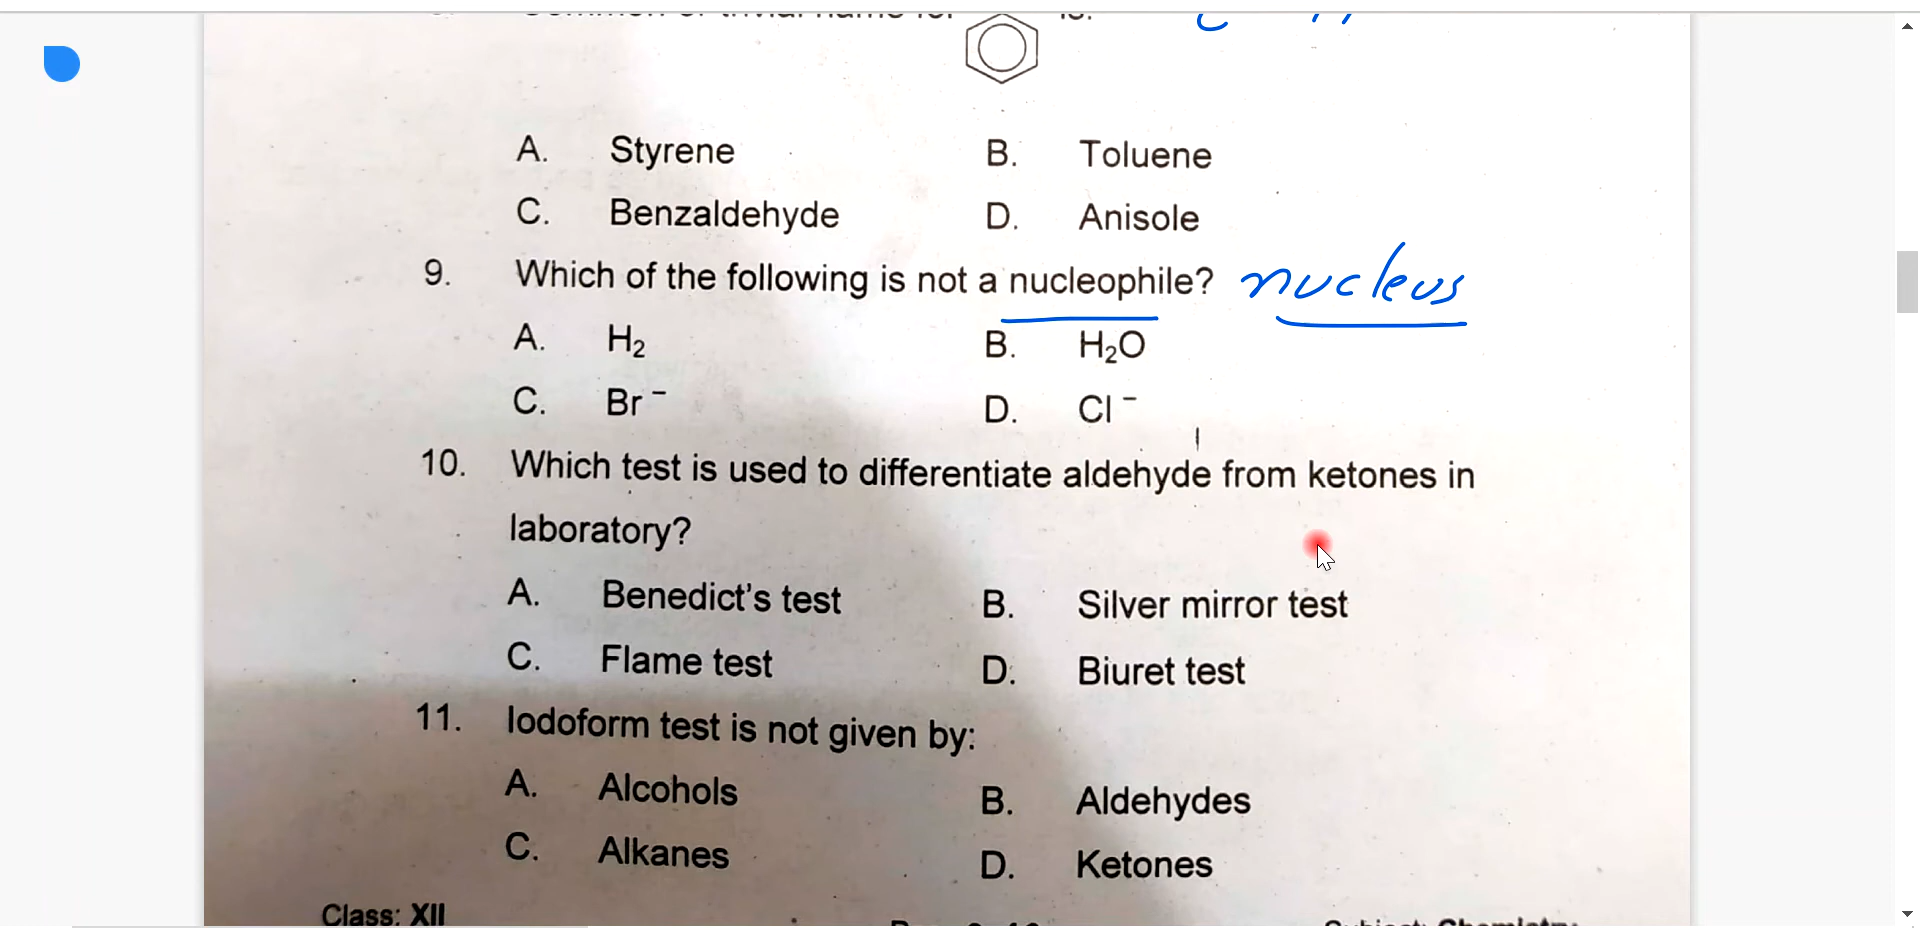 A. Styrene B. Toluene
C. Benzaldehyde D. Anisole
9. Which of the following is not a nucleophile? nucleus
A. H₂ B. H₂O
C. Br⁻ D. Cl⁻
10. Which test is used to differentiate aldehyde from ketones in
laboratory?
A. Benedict's test B. Silver mirror test
C. Flame test D. Biuret test
11. Iodoform test is not given by:
A. Alcohols B. Aldehydes
C. Alkanes D. Ketones
Class: XII